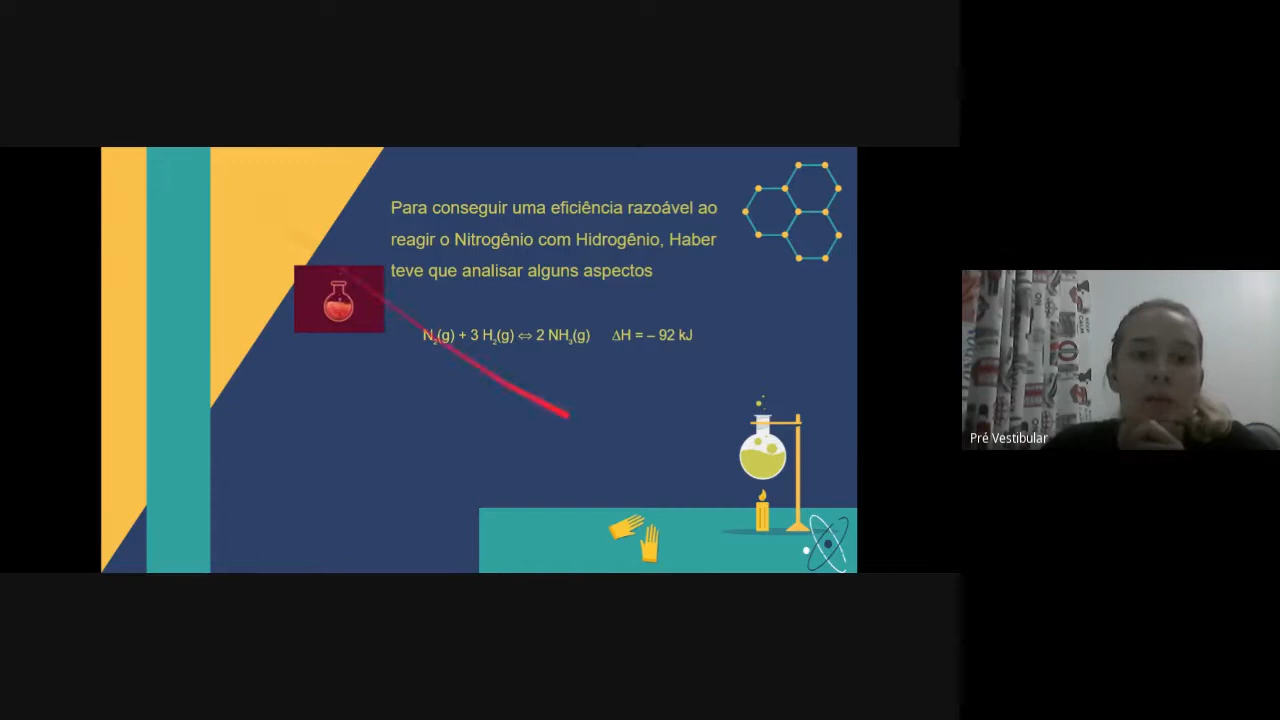 Para conseguir uma eficiência razoável ao
reagir o Nitrogênio com Hidrogênio, Haber
teve que analisar alguns aspectos
N₂(g) + 3 H₂(g) ⇔ 2 NH₃(g) ΔH = – 92 kJ
Pré Vestibular